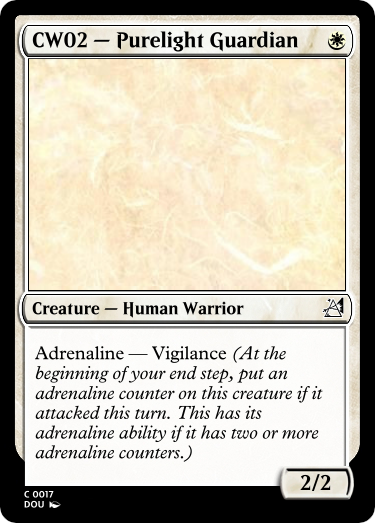 CW02 — Purelight Guardian
Creature — Human Warrior
Adrenaline — Vigilance (At the
beginning of your end step, put an
adrenaline counter on this creature if it
attacked this turn. This has its
adrenaline ability if it has two or more
adrenaline counters.)
2/2
C 0017
DOU